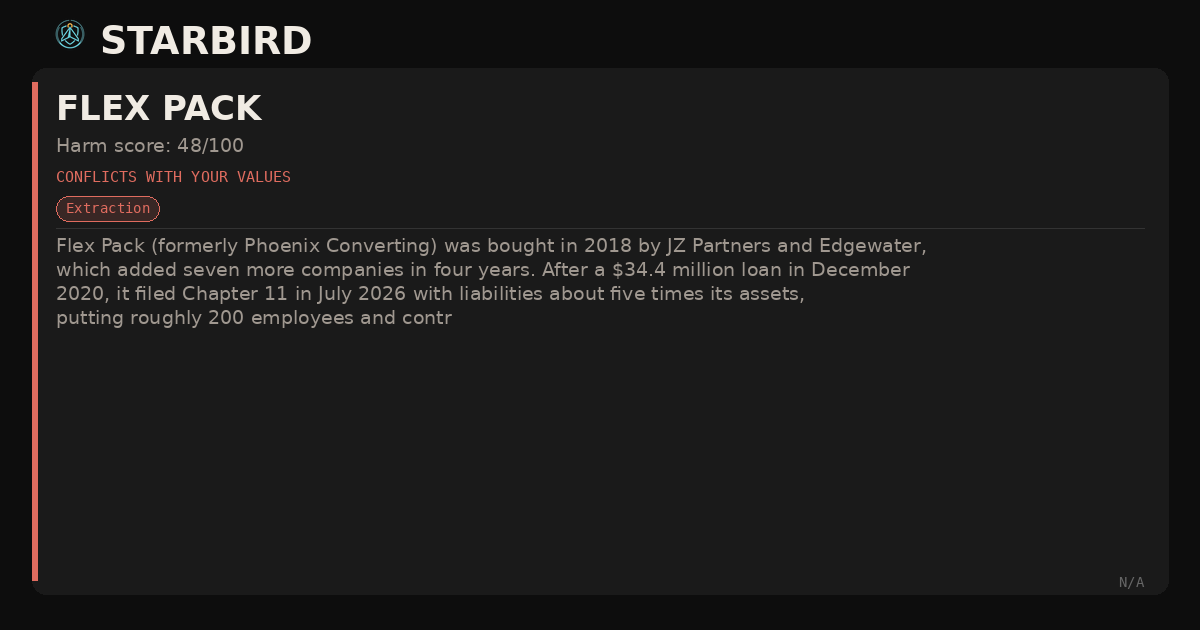 STARBIRD
FLEX PACK
Harm score: 48/100
CONFLICTS WITH YOUR VALUES
Extraction
Flex Pack (formerly Phoenix Converting) was bought in 2018 by JZ Partners and Edgewater,
which added seven more companies in four years. After a $34.4 million loan in December
2020, it filed Chapter 11 in July 2026 with liabilities about five times its assets,
putting roughly 200 employees and contr
N/A